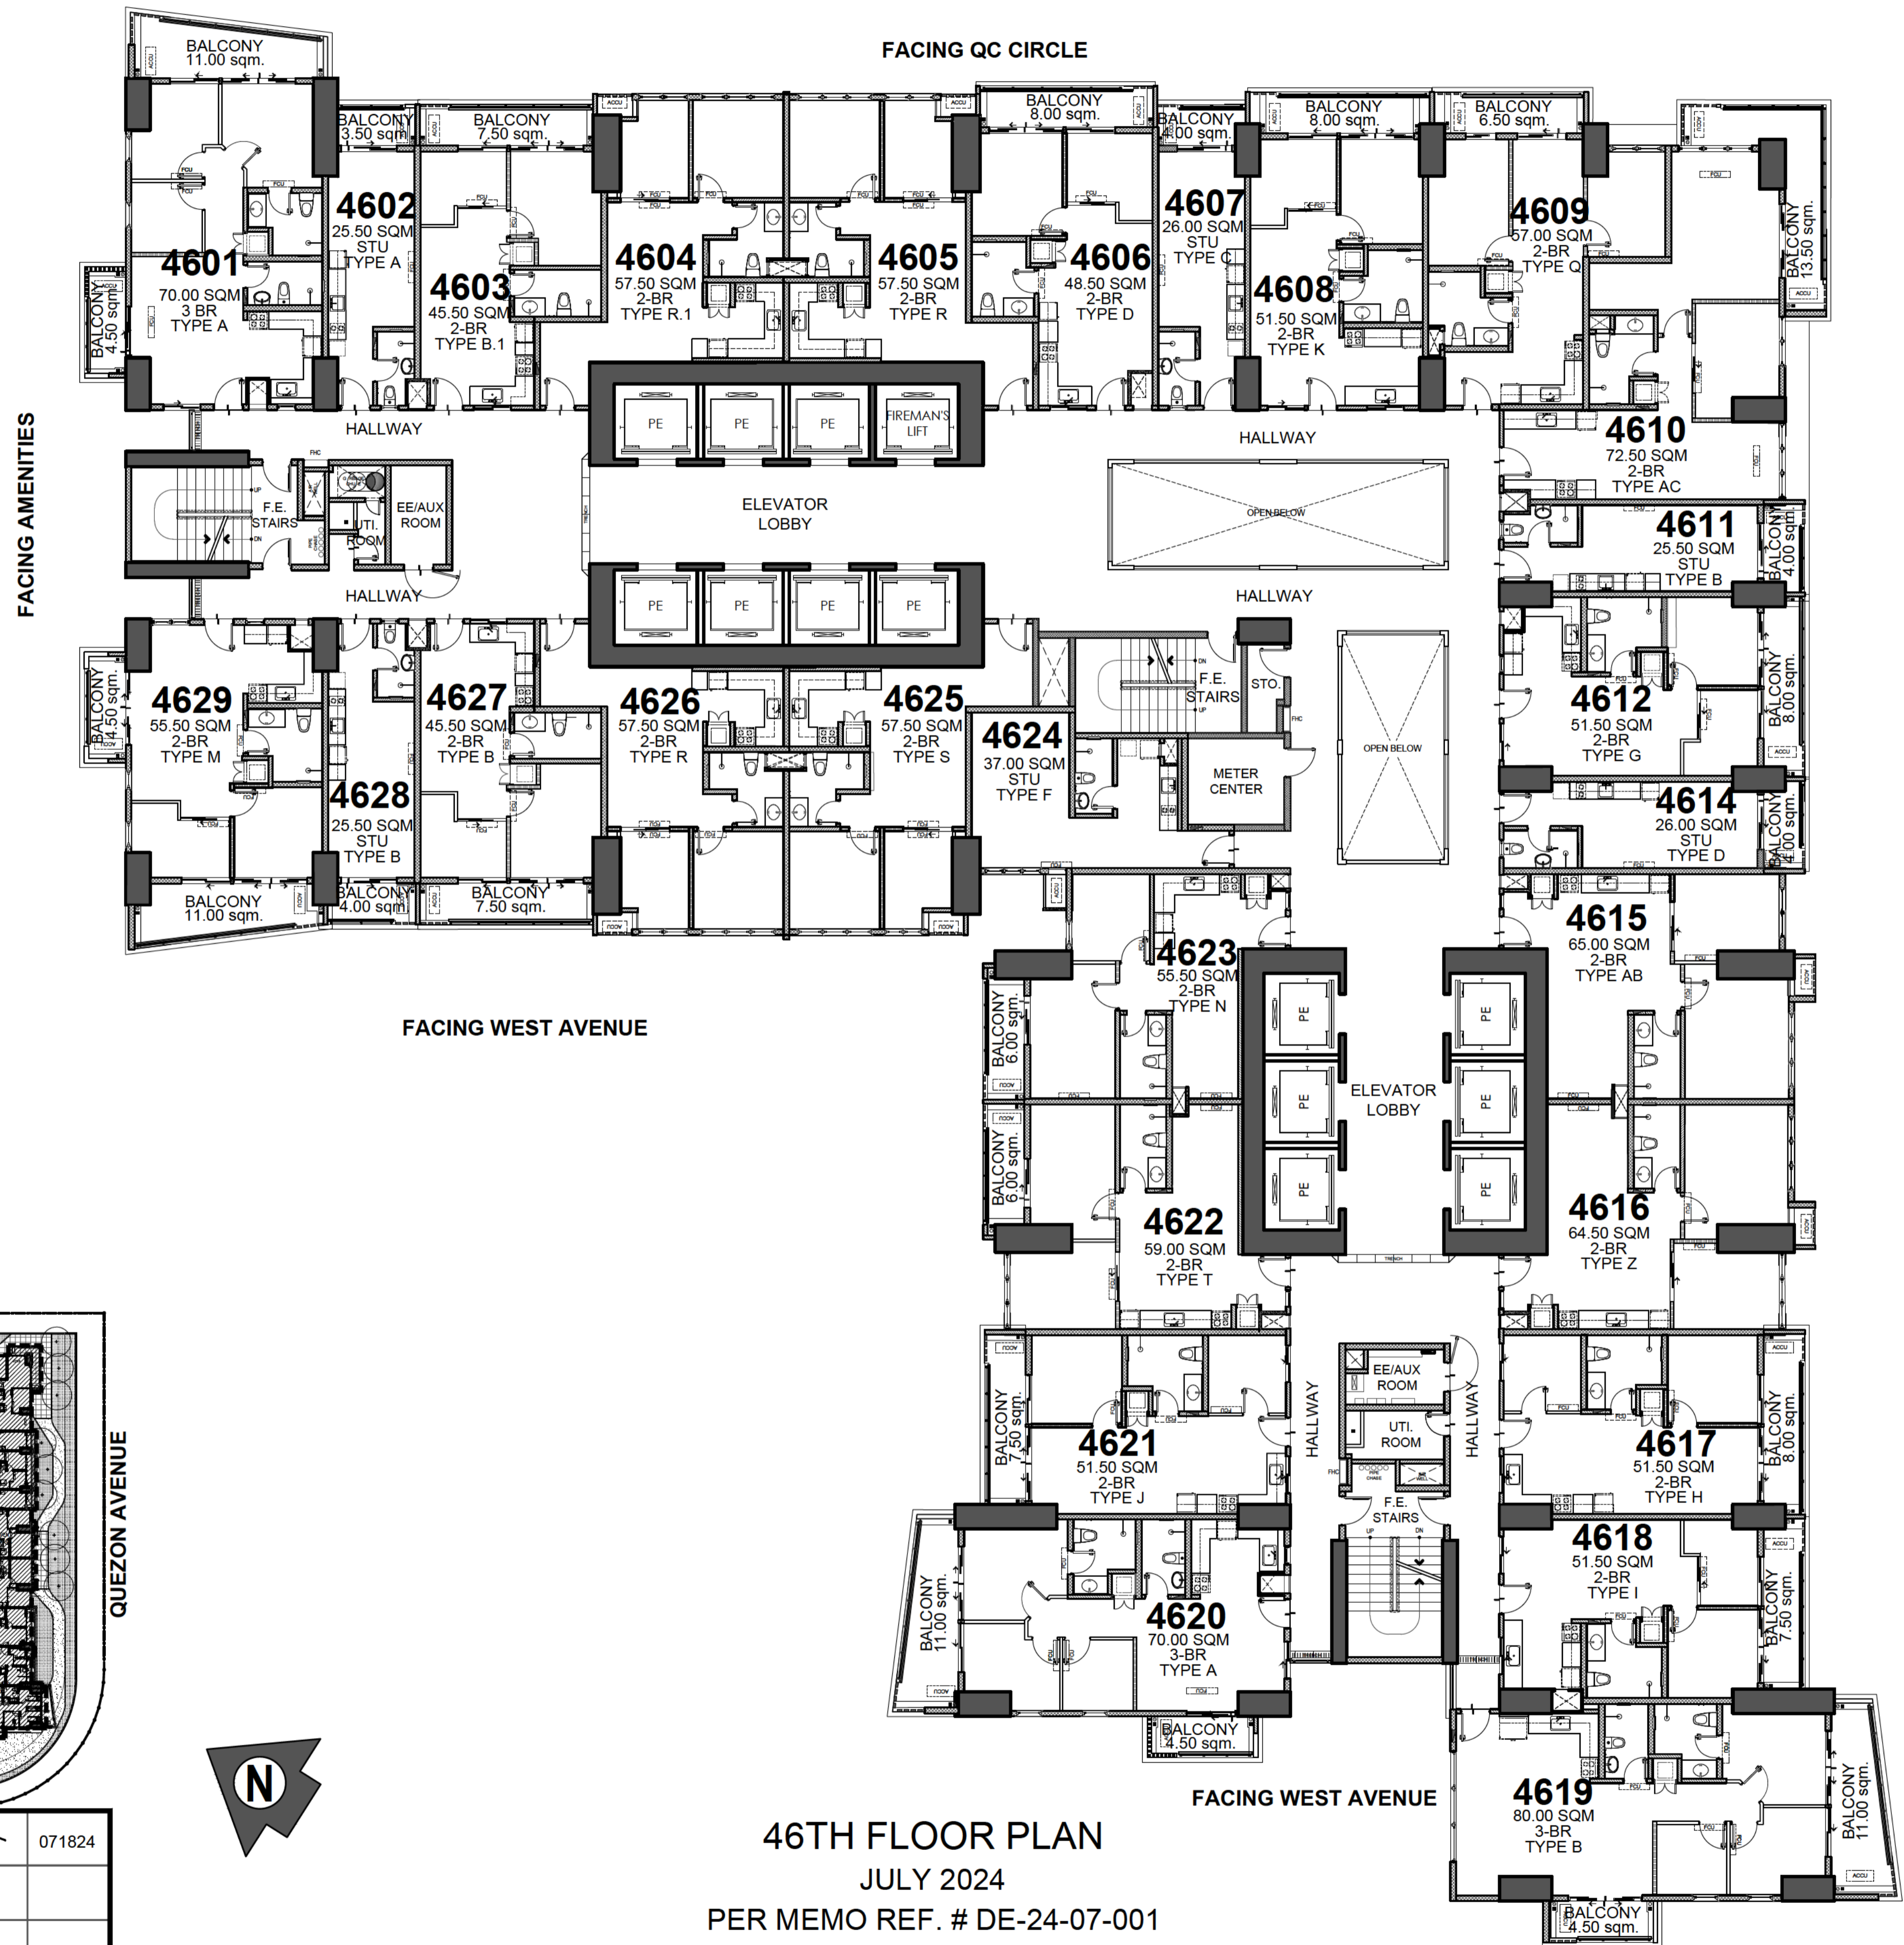 FACING QC CIRCLE
BALCONY
11.00 sqm.
BALCONY
3.50 sqm
BALCONY
7.50 sqm.
BALCONY
8.00 sqm.
BALCONY
4.00 sqm.
BALCONY
8.00 sqm.
BALCONY
6.50 sqm.
BALCONY
13.50 sqm.
BALCONY
4.50 sqm.
4601
70.00 SQM
3 BR
TYPE A
4602
25.50 SQM
STU
TYPE A
4603
45.50 SQM
2-BR
TYPE B.1
4604
57.50 SQM
2-BR
TYPE R.1
4605
57.50 SQM
2-BR
TYPE R
4606
48.50 SQM
2-BR
TYPE D
4607
26.00 SQM
STU
TYPE C
4608
51.50 SQM
2-BR
TYPE K
4609
57.00 SQM
2-BR
TYPE Q
4610
72.50 SQM
2-BR
TYPE AC
FACING AMENITIES
HALLWAY
PE
PE
PE
FIREMAN'S
LIFT
HALLWAY
FHC
F.E.
STAIRS
UP
DN
UTI.
ROOM
EE/AUX
ROOM
TRENCH
ELEVATOR
LOBBY
OPEN BELOW
HALLWAY
HALLWAY
PE
PE
PE
PE
4611
25.50 SQM
STU
TYPE B
BALCONY
4.00 sqm.
4612
51.50 SQM
2-BR
TYPE G
BALCONY
8.00 sqm.
ACCU
4614
26.00 SQM
STU
TYPE D
BALCONY
4.00 sqm.
BALCONY
4.50 sqm.
4629
55.50 SQM
2-BR
TYPE M
4628
25.50 SQM
STU
TYPE B
4627
45.50 SQM
2-BR
TYPE B
4626
57.50 SQM
2-BR
TYPE R
4625
57.50 SQM
2-BR
TYPE S
4624
37.00 SQM
STU
TYPE F
F.E.
STAIRS
DN
UP
STO.
FHC
METER
CENTER
OPEN BELOW
BALCONY
11.00 sqm.
BALCONY
4.00 sqm.
BALCONY
7.50 sqm.
FACING WEST AVENUE
4623
55.50 SQM
2-BR
TYPE N
BALCONY
6.00 sqm.
4615
65.00 SQM
2-BR
TYPE AB
PE
PE
PE
PE
PE
PE
ELEVATOR
LOBBY
TRENCH
BALCONY
6.00 sqm.
4622
59.00 SQM
2-BR
TYPE T
4616
64.50 SQM
2-BR
TYPE Z
BALCONY
7.50 sqm.
4621
51.50 SQM
2-BR
TYPE J
HALLWAY
EE/AUX
ROOM
UTI.
ROOM
FHC
PIPE
CHASE
F.E.
STAIRS
UP
DN
HALLWAY
4617
51.50 SQM
2-BR
TYPE H
BALCONY
8.00 sqm.
4618
51.50 SQM
2-BR
TYPE I
BALCONY
7.50 sqm.
BALCONY
11.00 sqm.
4620
70.00 SQM
3-BR
TYPE A
BALCONY
4.50 sqm.
4619
80.00 SQM
3-BR
TYPE B
BALCONY
11.00 sqm.
BALCONY
4.50 sqm.
FACING WEST AVENUE
QUEZON AVENUE
N
071824
46TH FLOOR PLAN
JULY 2024
PER MEMO REF. # DE-24-07-001